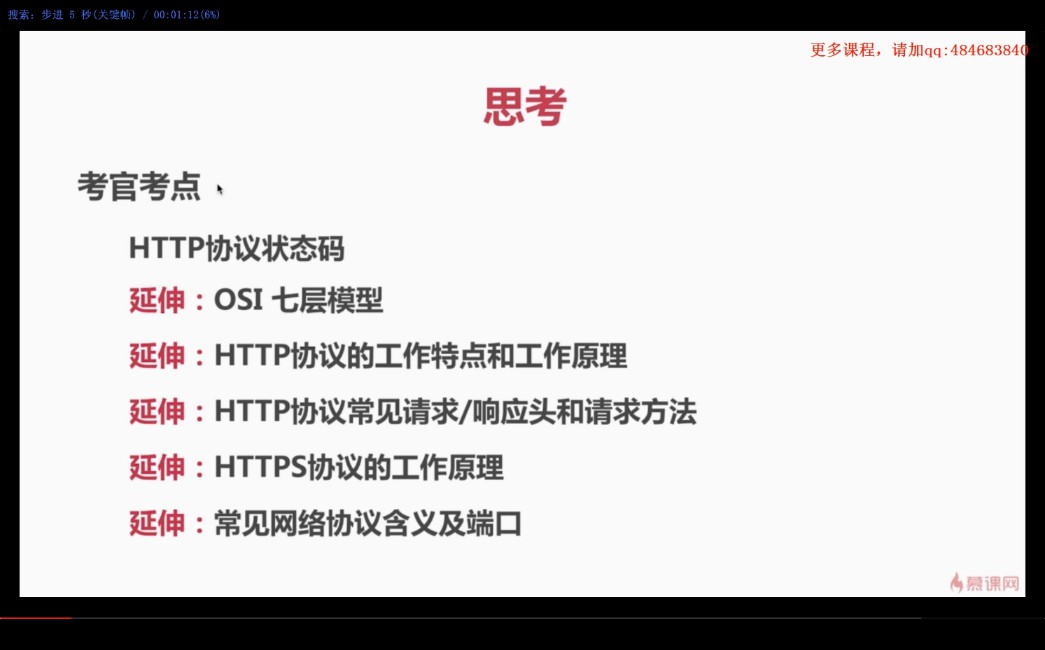 搜索: 步进 5 秒(关键帧) / 00:01:12(6%)
更多课程，请加qq:484683840
思考
考官考点
HTTP协议状态码
延伸：OSI 七层模型
延伸：HTTP协议的工作特点和工作原理
延伸：HTTP协议常见请求/响应头和请求方法
延伸：HTTPS协议的工作原理
延伸：常见网络协议含义及端口
慕课网